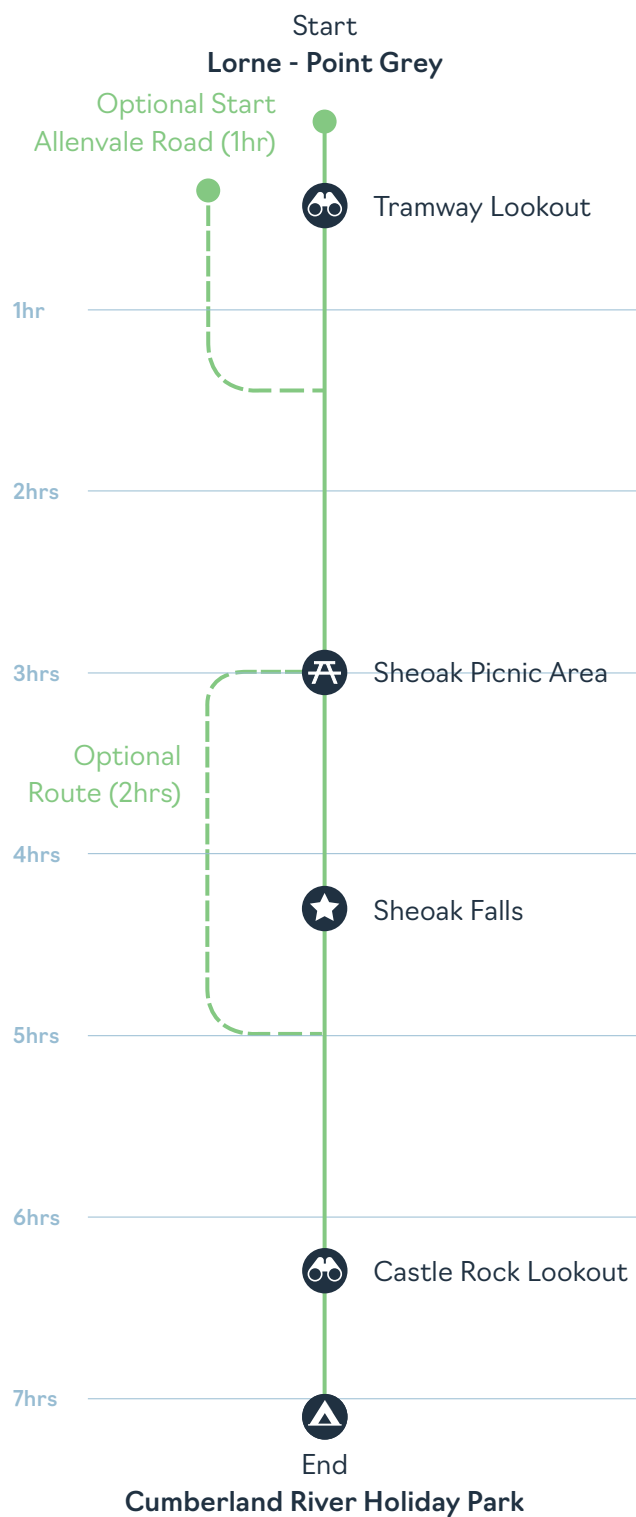 Start
Lorne - Point Grey
Optional Start
Allenvale Road (1hr)
Tramway Lookout
1hr
2hrs
3hrs
Sheoak Picnic Area
Optional
Route (2hrs)
4hrs
Sheoak Falls
5hrs
6hrs
Castle Rock Lookout
7hrs
End
Cumberland River Holiday Park